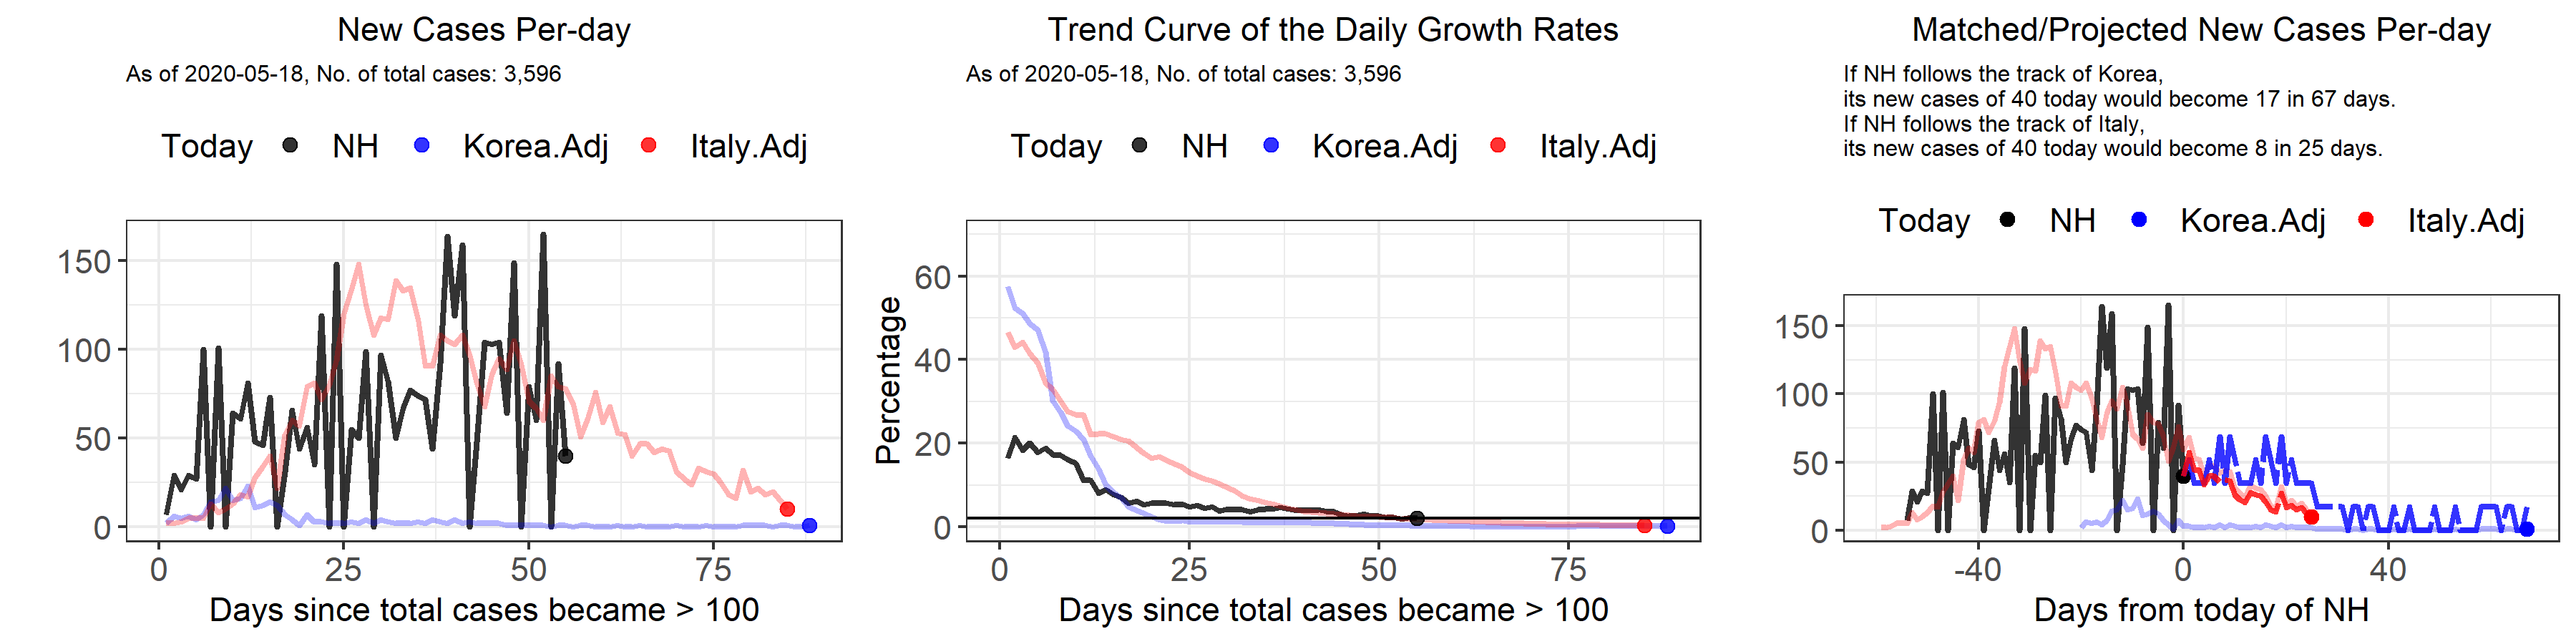 New Cases Per-day
As of 2020-05-18, No. of total cases: 3,596
Today NH Korea.Adj Italy.Adj
150
100
50
0
0 25 50 75
Days since total cases became > 100
Trend Curve of the Daily Growth Rates
As of 2020-05-18, No. of total cases: 3,596
Today NH Korea.Adj Italy.Adj
Percentage
60
40
20
0
0 25 50 75
Days since total cases became > 100
Matched/Projected New Cases Per-day
If NH follows the track of Korea,
its new cases of 40 today would become 17 in 67 days.
If NH follows the track of Italy,
its new cases of 40 today would become 8 in 25 days.
Today NH Korea.Adj Italy.Adj
150
100
50
0
-40 0 40
Days from today of NH